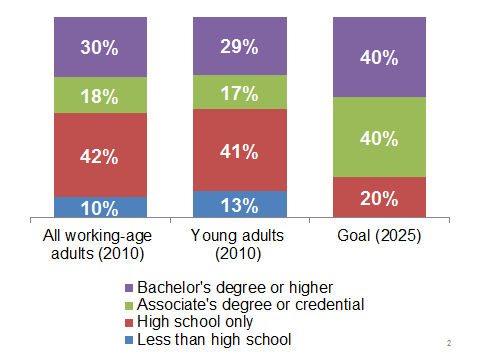 30% 29% 40%
18% 17% 40%
42% 41% 20%
10% 13%
All working-age adults (2010)
Young adults (2010)
Goal (2025)
Bachelor's degree or higher
Associate's degree or credential
High school only
Less than high school
2